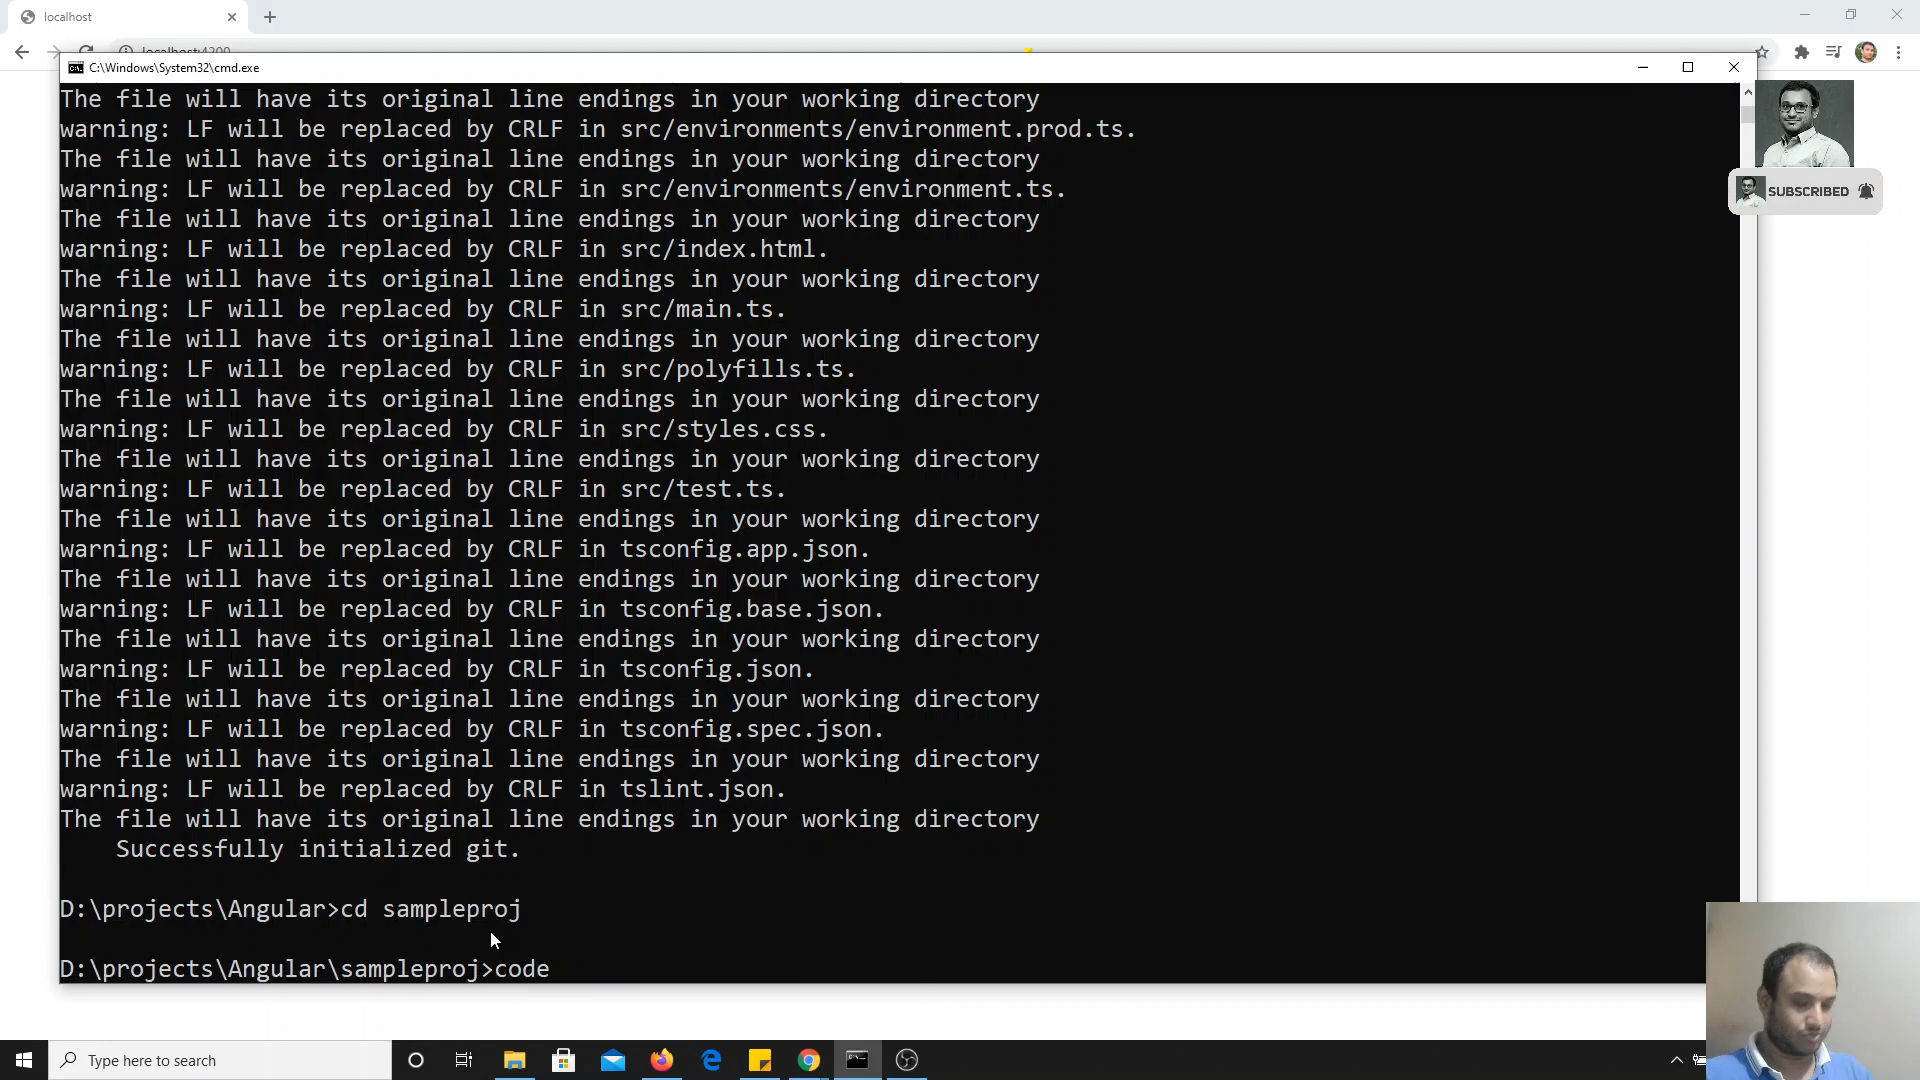 localhost
localhost:4200
C:\Windows\System32\cmd.exe
The file will have its original line endings in your working directory
warning: LF will be replaced by CRLF in src/environments/environment.prod.ts.
The file will have its original line endings in your working directory
warning: LF will be replaced by CRLF in src/environments/environment.ts.
The file will have its original line endings in your working directory
warning: LF will be replaced by CRLF in src/index.html.
The file will have its original line endings in your working directory
warning: LF will be replaced by CRLF in src/main.ts.
The file will have its original line endings in your working directory
warning: LF will be replaced by CRLF in src/polyfills.ts.
The file will have its original line endings in your working directory
warning: LF will be replaced by CRLF in src/styles.css.
The file will have its original line endings in your working directory
warning: LF will be replaced by CRLF in src/test.ts.
The file will have its original line endings in your working directory
warning: LF will be replaced by CRLF in tsconfig.app.json.
The file will have its original line endings in your working directory
warning: LF will be replaced by CRLF in tsconfig.base.json.
The file will have its original line endings in your working directory
warning: LF will be replaced by CRLF in tsconfig.json.
The file will have its original line endings in your working directory
warning: LF will be replaced by CRLF in tsconfig.spec.json.
The file will have its original line endings in your working directory
warning: LF will be replaced by CRLF in tslint.json.
The file will have its original line endings in your working directory
    Successfully initialized git.
D:\projects\Angular>cd sampleproj
D:\projects\Angular\sampleproj>code
SUBSCRIBED
Type here to search